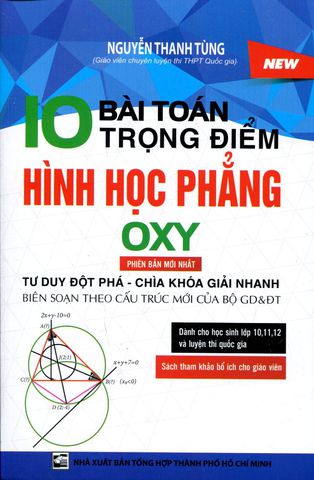 NGUYỄN THANH TÙNG
(Giáo viên chuyên luyện thi THPT Quốc gia)
NEW
10 BÀI TOÁN
TRỌNG ĐIỂM
HÌNH HỌC PHẲNG
OXY
PHIÊN BẢN MỚI NHẤT
TƯ DUY ĐỘT PHÁ - CHÌA KHÓA GIẢI NHANH
BIÊN SOẠN THEO CẤU TRÚC MỚI CỦA BỘ GD&ĐT
2x+y-10=0
A(?)
I(2;1)
x+y+7=0
C(?)
B(?)
(xB<0)
D(2;-4)
Dành cho học sinh lớp 10,11,12
và luyện thi quốc gia
Sách tham khảo bổ ích cho giáo viên
NHÀ XUẤT BẢN TỔNG HỢP THÀNH PHỐ HỒ CHÍ MINH